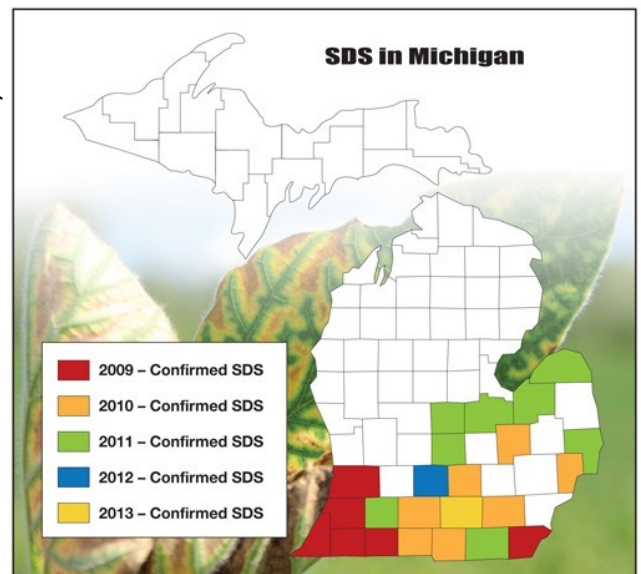 SDS in Michigan
2009 – Confirmed SDS
2010 – Confirmed SDS
2011 – Confirmed SDS
2012 – Confirmed SDS
2013 – Confirmed SDS